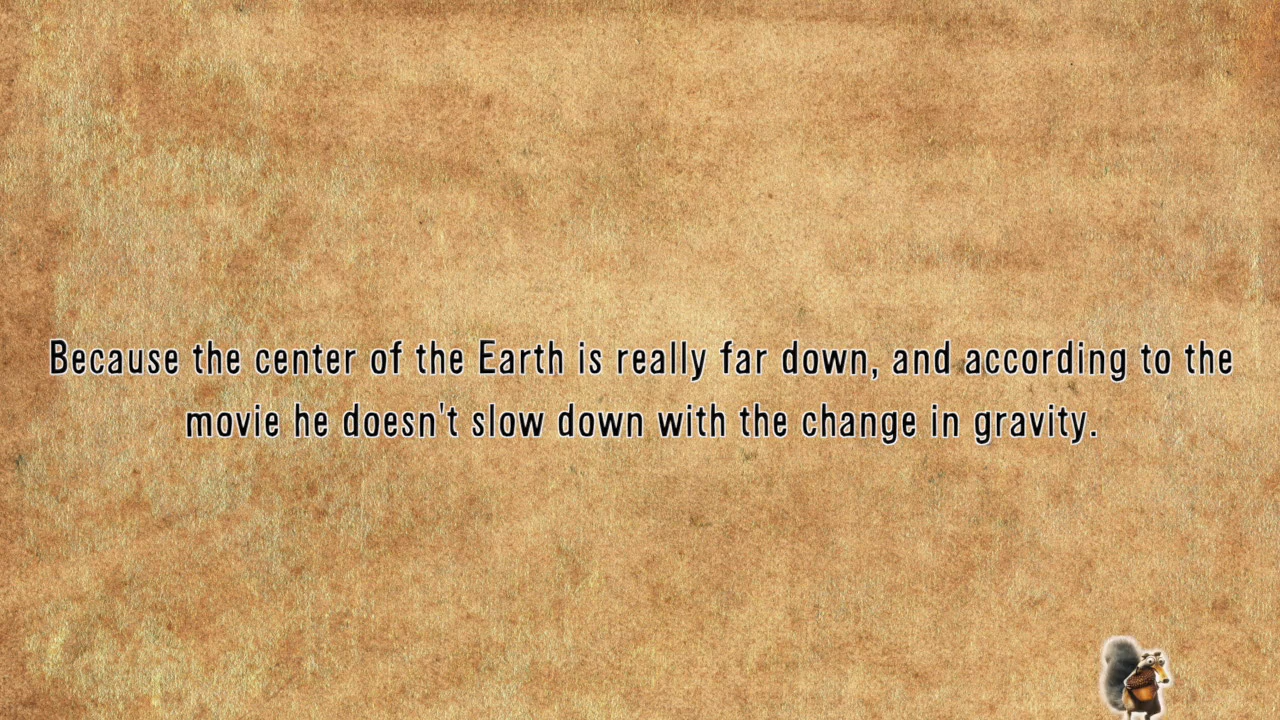 Because the center of the Earth is really far down, and according to the
movie he doesn't slow down with the change in gravity.